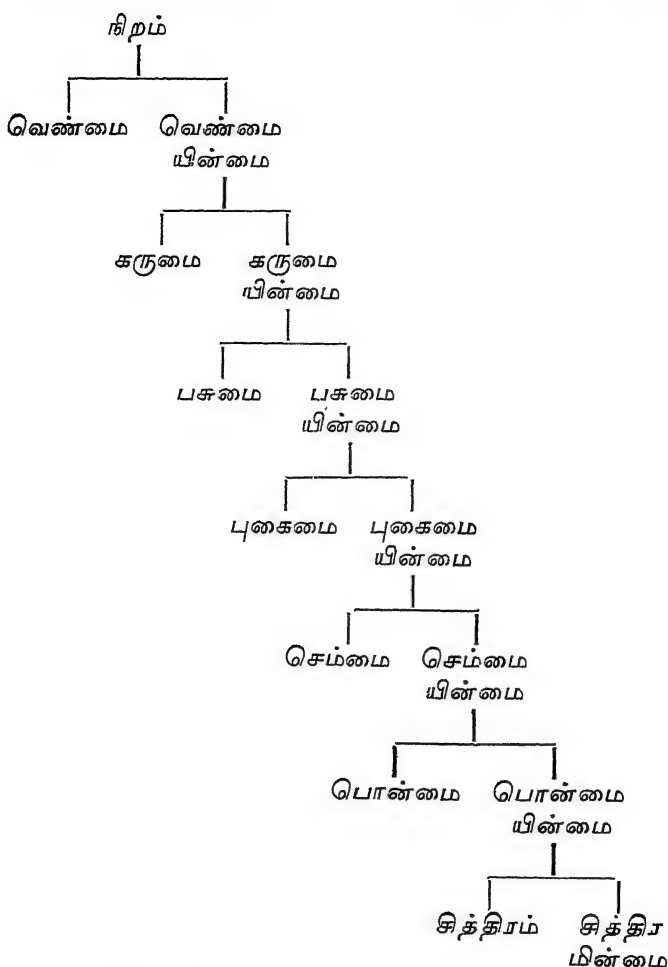 நிறம்
வெண்மை வெண்மை
யின்மை
கருமை கருமை
யின்மை
பசுமை பசுமை
யின்மை
புகைமை புகைமை
யின்மை
செம்மை செம்மை
யின்மை
பொன்மை பொன்மை
யின்மை
சித்திரம் சித்திர
மின்மை